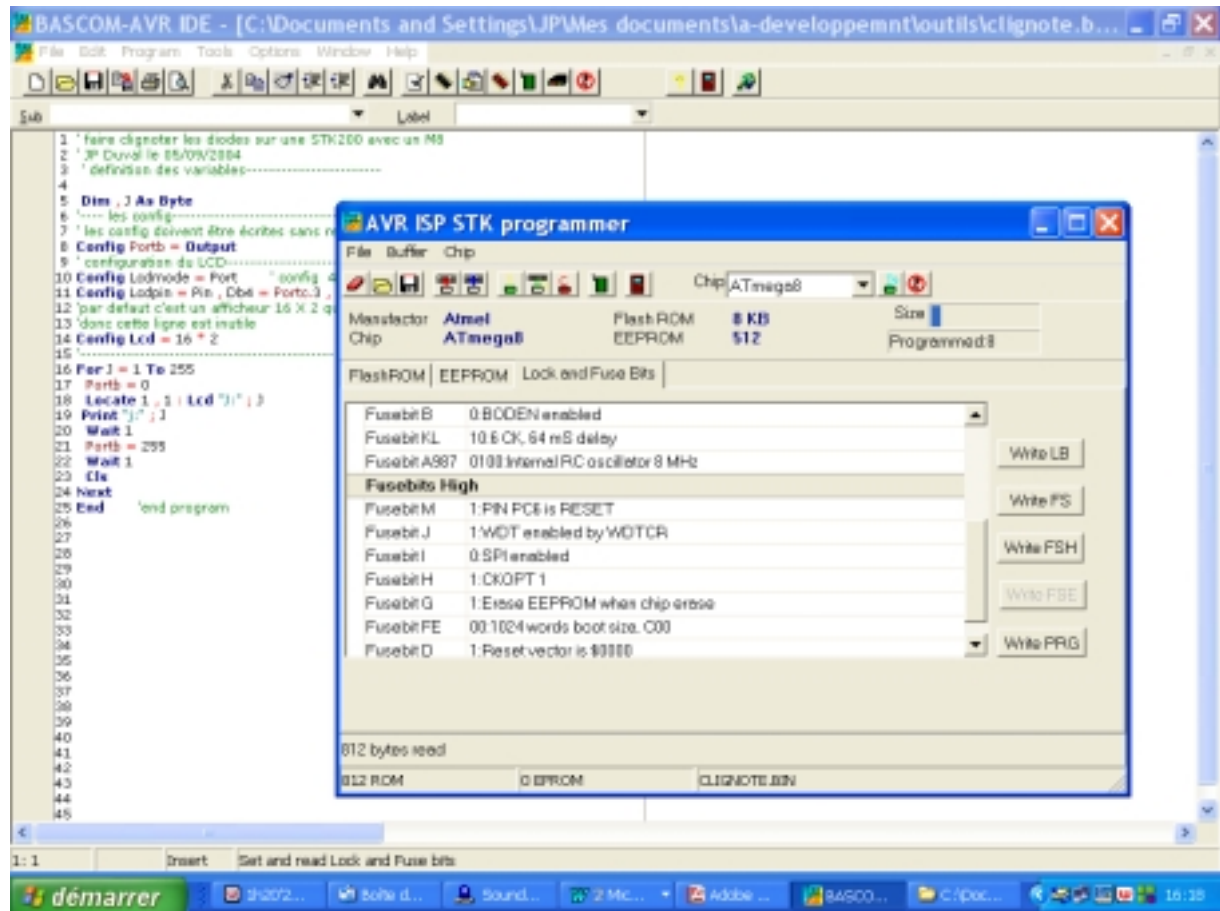 BASCOM-AVR IDE - [C:\Documents and Settings\JP\Mes documents\a-developpemnt\outils\clignote.b...
File Edit Program Tools Options Window Help
Sub
Label
1 ' faire clignoter les diodes sur une STK200 avec un M8
2 ' JP Duval le 05/09/2004
3 ' definition des variables
4
5 Dim , J As Byte
6 '---- les config
7 ' les config doivent être écrites sans r
8 Config Portb = Output
9 ' configuration du LCD
10 Config Lcdmode = Port ' config 4
11 Config Lcdpin = Pin , Db4 = Portc.3 ,
12 'par defaut c'est un afficheur 16 X 2 q
13 'donc cette ligne est inutile
14 Config Lcd = 16 * 2
15 '
16 For J = 1 To 255
17 Portb = 0
18 Locate 1 , 1 : Lcd "J:" ; J
19 Print "j:" ; J
20 Wait 1
21 Portb = 255
22 Wait 1
23 Cls
24 Next
25 End 'end program
26
27
28
29
30
31
32
33
34
35
36
37
38
39
40
41
42
43
44
45
AVR ISP STK programmer
File Buffer Chip
Chip ATmega8
Manufactor Atmel Flash ROM 8 KB Size
Chip ATmega8 EEPROM 512 Programmed:8
FlashROM EEPROM Lock and Fuse Bits
Fusebit B 0:BODEN enabled
Fusebit KL 10:6 CK, 64 mS delay
Fusebit A987 0100:Internal RC oscillator 8 MHz
Fusebits High
Fusebit M 1:PIN PC6 is RESET
Fusebit J 1:WDT enabled by WDTCR
Fusebit I 0:SPI enabled
Fusebit H 1:CKOPT 1
Fusebit G 1:Erase EEPROM when chip erase
Fusebit FE 00:1024 words boot size, C00
Fusebit D 1:Reset vector is $0000
Write LB
Write FS
Write FSH
Write FSE
Write PRG
812 bytes read
812 ROM 0 EPROM CLIGNOTE.BIN
1: 1 Insert Set and read Lock and Fuse bits
démarrer Boîte d... Sound... 2 Mic... Adobe ... BASCO... C:\Doc... 16:18